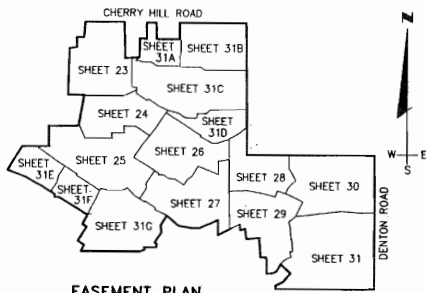 CHERRY HILL ROAD
SHEET
31A
SHEET 31B
SHEET 23
SHEET 31C
SHEET 24
SHEET
31D
SHEET 26
SHEET 25
SHEET
31E
SHEET
31F
SHEET 28
SHEET 30
SHEET 27
SHEET 29
SHEET 31G
SHEET 31
DENTON ROAD
N
W
E
S
EASEMENT PLAN